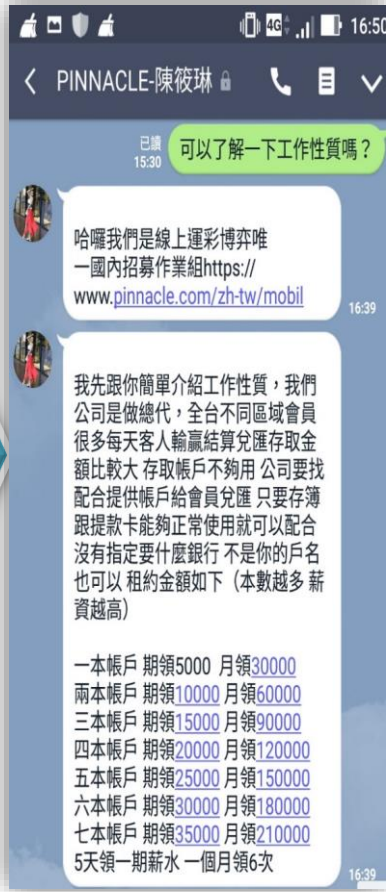 4G 16:50
PINNACLE-陳筱琳
可以了解一下工作性質嗎?
已讀
15:30
哈囉我們是線上運彩博弈唯
一國內招募作業組https://
www.pinnacle.com/zh-tw/mobil
16:39
我先跟你簡單介紹工作性質,我們
公司是做總代,全台不同區域會員
很多每天客人輸贏結算兌匯存取金
額比較大 存取帳戶不夠用 公司要找
配合提供帳戶給會員兌匯 只要存簿
跟提款卡能夠正常使用就可以配合
沒有指定要什麼銀行 不是你的戶名
也可以 租約金額如下(本數越多 薪
資越高)
一本帳戶 期領5000 月領30000
兩本帳戶 期領10000 月領60000
三本帳戶 期領15000 月領90000
四本帳戶 期領20000 月領120000
五本帳戶 期領25000 月領150000
六本帳戶 期領30000 月領180000
七本帳戶 期領35000 月領210000
5天領一期薪水 一個月領6次
16:39